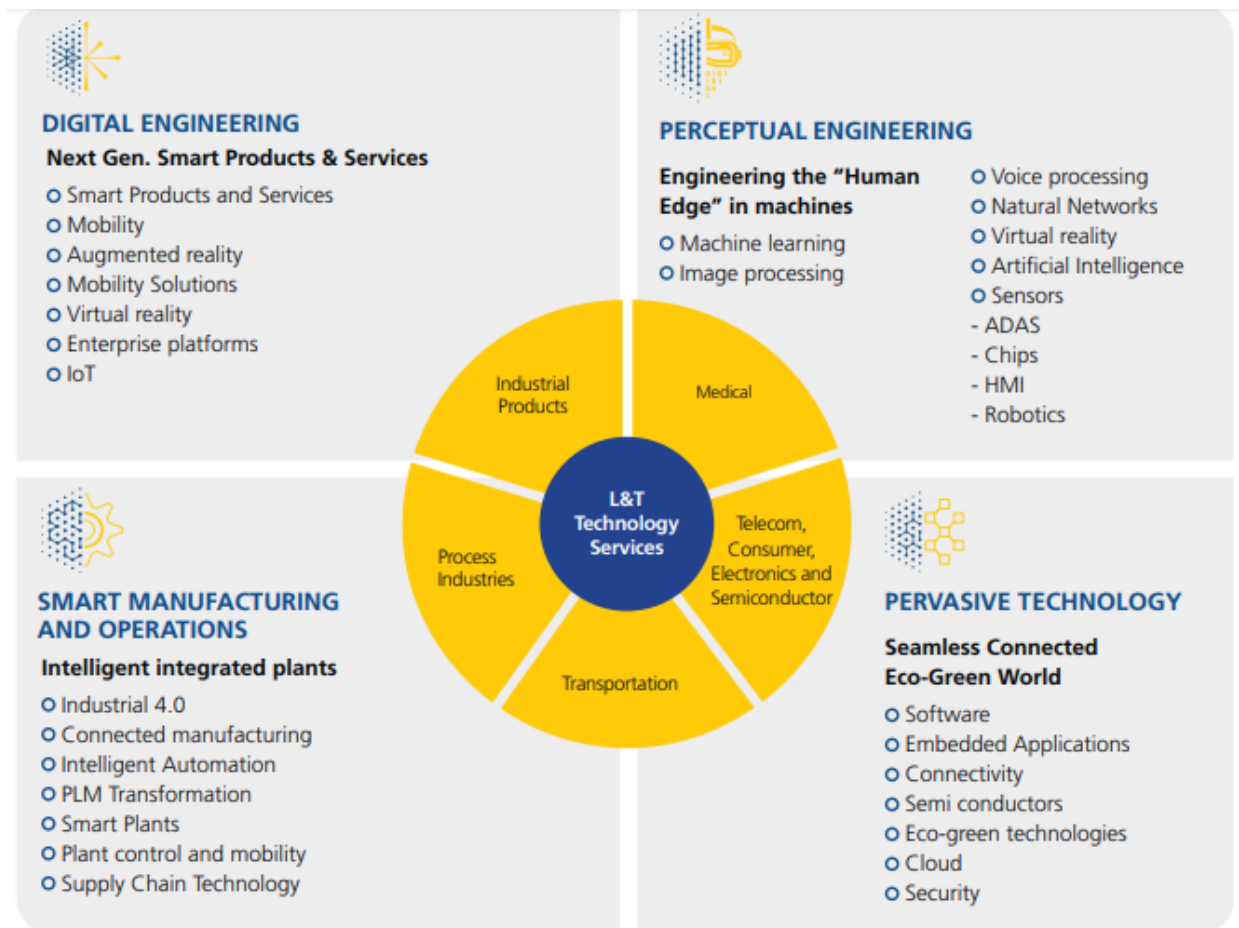 DIGITAL ENGINEERING
Next Gen. Smart Products & Services
Smart Products and Services
Mobility
Augmented reality
Mobility Solutions
Virtual reality
Enterprise platforms
IoT
PERCEPTUAL ENGINEERING
Engineering the “Human
Edge” in machines
Machine learning
Image processing
Voice processing
Natural Networks
Virtual reality
Artificial Intelligence
Sensors
- ADAS
- Chips
- HMI
- Robotics
Industrial
Products
Medical
L&T
Technology
Services
Telecom,
Consumer,
Electronics and
Semiconductor
Process
Industries
Transportation
SMART MANUFACTURING
AND OPERATIONS
Intelligent integrated plants
Industrial 4.0
Connected manufacturing
Intelligent Automation
PLM Transformation
Smart Plants
Plant control and mobility
Supply Chain Technology
PERVASIVE TECHNOLOGY
Seamless Connected
Eco-Green World
Software
Embedded Applications
Connectivity
Semi conductors
Eco-green technologies
Cloud
Security